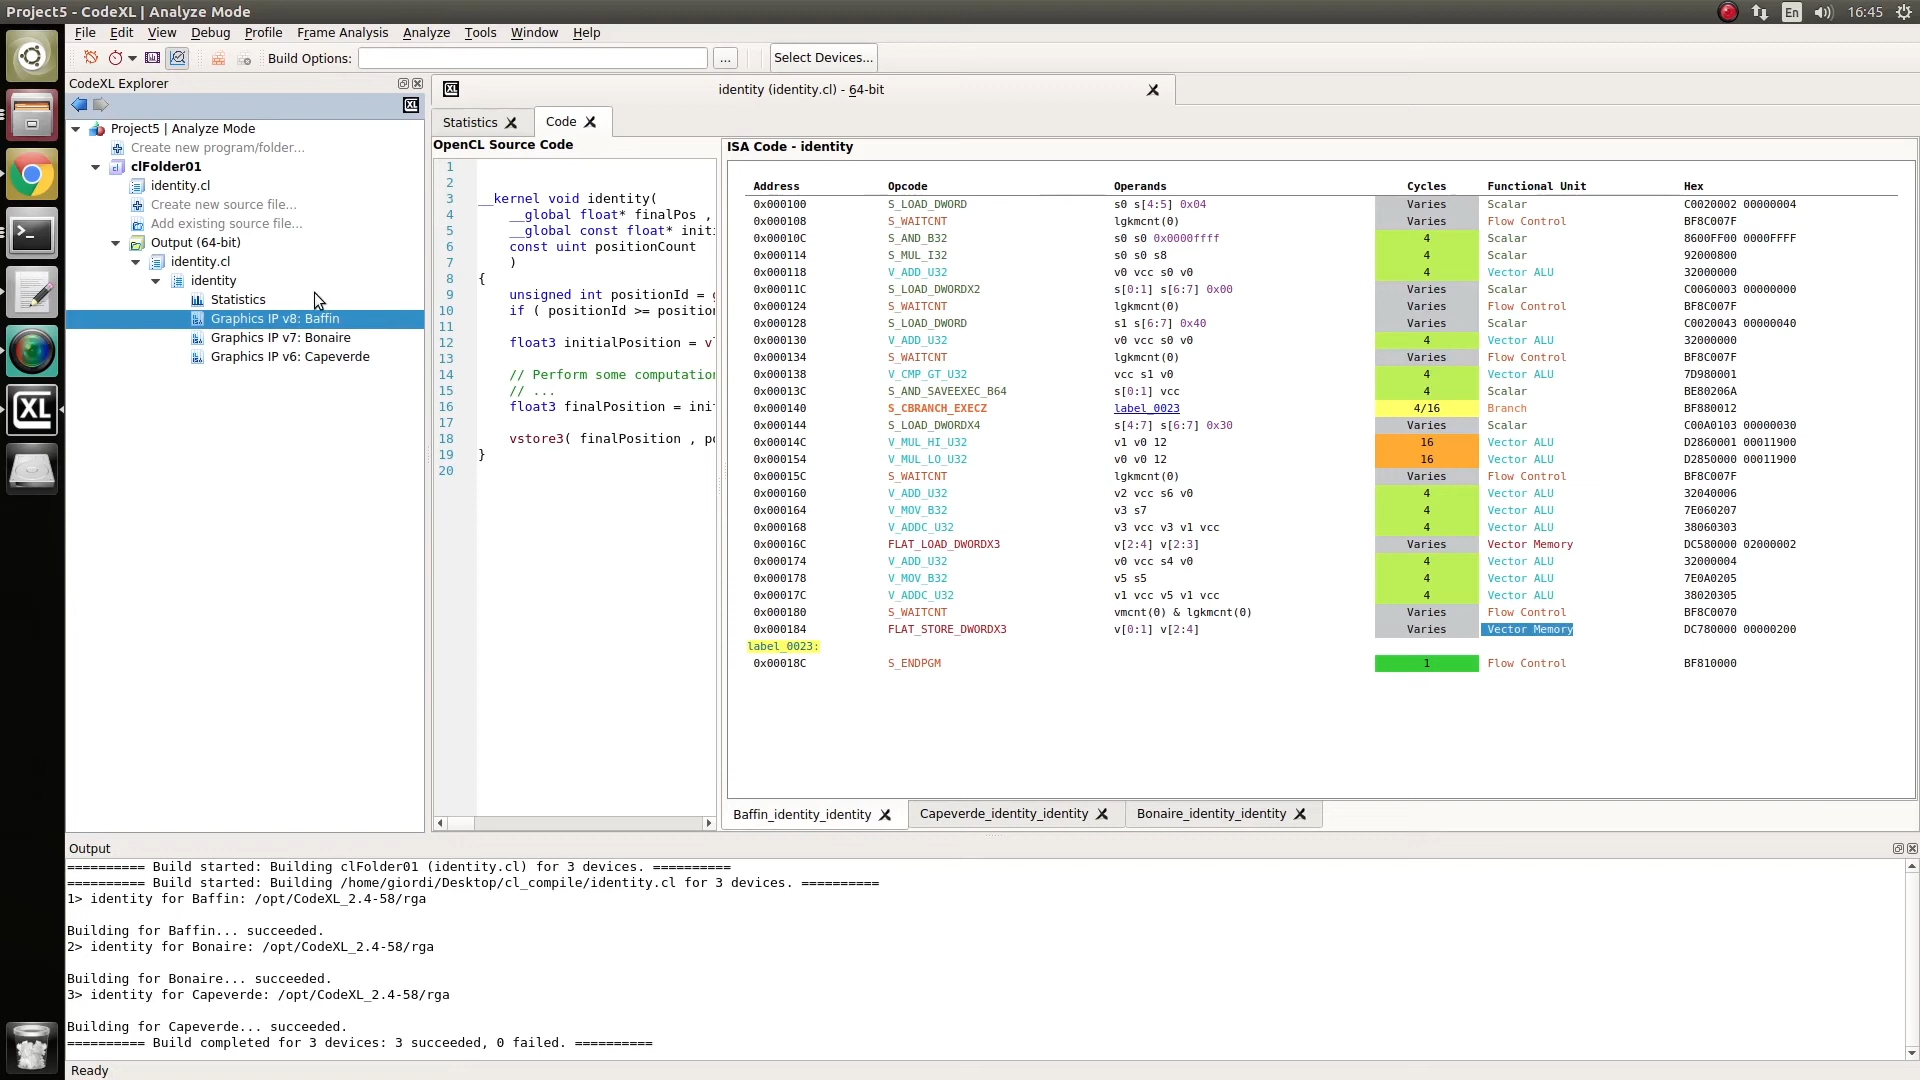 Project5 - CodeXL | Analyze Mode
En
16:45
File Edit View Debug Profile Frame Analysis Analyze Tools Window Help
Build Options:
...
Select Devices...
CodeXL Explorer
XL
Project5 | Analyze Mode
Create new program/folder...
clFolder01
identity.cl
Create new source file...
Add existing source file...
Output (64-bit)
identity.cl
identity
Statistics
Graphics IP v8: Baffin
Graphics IP v7: Bonaire
Graphics IP v6: Capeverde
XL
XL
identity (identity.cl) - 64-bit
Statistics
Code
OpenCL Source Code
1
2
3 __kernel void identity(
4 __global float* finalPos ,
5 __global const float* init
6 const uint positionCount
7 )
8 {
9 unsigned int positionId = g
10 if ( positionId >= position
11
12 float3 initialPosition = v
13
14 // Perform some computation
15 // ...
16 float3 finalPosition = init
17
18 vstore3( finalPosition , po
19 }
20
ISA Code - identity
Address Opcode Operands Cycles Functional Unit Hex
0x000100 S_LOAD_DWORD s0 s[4:5] 0x04 Varies Scalar C0020002 00000004
0x000108 S_WAITCNT lgkmcnt(0) Varies Flow Control BF8C007F
0x00010C S_AND_B32 s0 s0 0x0000ffff 4 Scalar 8600FF00 0000FFFF
0x000114 S_MUL_I32 s0 s0 s8 4 Scalar 92000800
0x000118 V_ADD_U32 v0 vcc s0 v0 4 Vector ALU 32000000
0x00011C S_LOAD_DWORDX2 s[0:1] s[6:7] 0x00 Varies Scalar C0060003 00000000
0x000124 S_WAITCNT lgkmcnt(0) Varies Flow Control BF8C007F
0x000128 S_LOAD_DWORD s1 s[6:7] 0x40 Varies Scalar C0020043 00000040
0x000130 V_ADD_U32 v0 vcc s0 v0 4 Vector ALU 32000000
0x000134 S_WAITCNT lgkmcnt(0) Varies Flow Control BF8C007F
0x000138 V_CMP_GT_U32 vcc s1 v0 4 Vector ALU 7D980001
0x00013C S_AND_SAVEEXEC_B64 s[0:1] vcc 4 Scalar BE80206A
0x000140 S_CBRANCH_EXECZ label_0023 4/16 Branch BF880012
0x000144 S_LOAD_DWORDX4 s[4:7] s[6:7] 0x30 Varies Scalar C00A0103 00000030
0x00014C V_MUL_HI_U32 v1 v0 12 16 Vector ALU D2860001 00011900
0x000154 V_MUL_LO_U32 v0 v0 12 16 Vector ALU D2850000 00011900
0x00015C S_WAITCNT lgkmcnt(0) Varies Flow Control BF8C007F
0x000160 V_ADD_U32 v2 vcc s6 v0 4 Vector ALU 32040006
0x000164 V_MOV_B32 v3 s7 4 Vector ALU 7E060207
0x000168 V_ADDC_U32 v3 vcc v3 v1 vcc 4 Vector ALU 38060303
0x00016C FLAT_LOAD_DWORDX3 v[2:4] v[2:3] Varies Vector Memory DC580000 02000002
0x000174 V_ADD_U32 v0 vcc s4 v0 4 Vector ALU 32000004
0x000178 V_MOV_B32 v5 s5 4 Vector ALU 7E0A0205
0x00017C V_ADDC_U32 v1 vcc v5 v1 vcc 4 Vector ALU 38020305
0x000180 S_WAITCNT vmcnt(0) & lgkmcnt(0) Varies Flow Control BF8C0070
0x000184 FLAT_STORE_DWORDX3 v[0:1] v[2:4] Varies Vector Memory DC780000 00000200
label_0023:
0x00018C S_ENDPGM 1 Flow Control BF810000
Baffin_identity_identity
Capeverde_identity_identity
Bonaire_identity_identity
Output
========== Build started: Building clFolder01 (identity.cl) for 3 devices. ==========
========== Build started: Building /home/giordi/Desktop/cl_compile/identity.cl for 3 devices. ==========
1> identity for Baffin: /opt/CodeXL_2.4-58/rga
Building for Baffin... succeeded.
2> identity for Bonaire: /opt/CodeXL_2.4-58/rga
Building for Bonaire... succeeded.
3> identity for Capeverde: /opt/CodeXL_2.4-58/rga
Building for Capeverde... succeeded.
========== Build completed for 3 devices: 3 succeeded, 0 failed. ==========
Ready